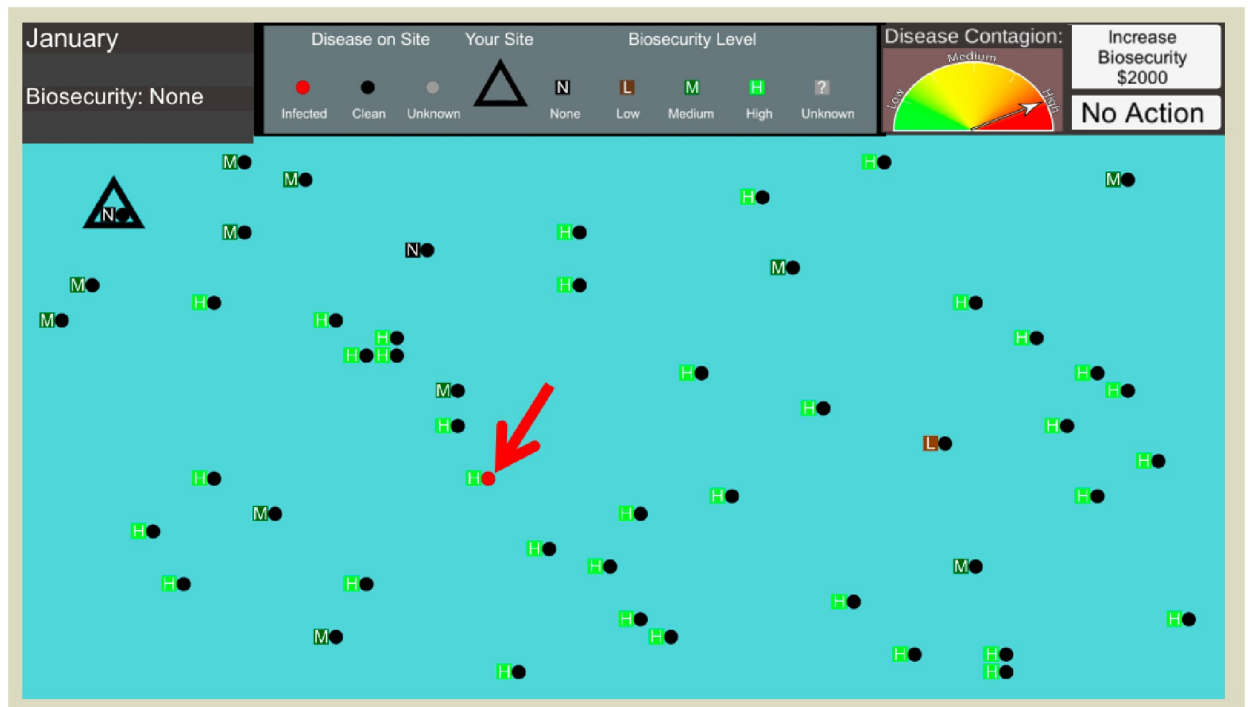 January
Biosecurity: None
Disease on Site Your Site Biosecurity Level
N L M H ?
Infected Clean Unknown None Low Medium High Unknown
Disease Contagion:
Low Medium High
Increase
Biosecurity
$2000
No Action
M H
M M
H
N
M H
N
M
M H
H H
M H
H H
H H
H H
M H
H
H H
L
H
H H
H H
M H
H
H
H M
H H
H
H H
M H
H H
H H